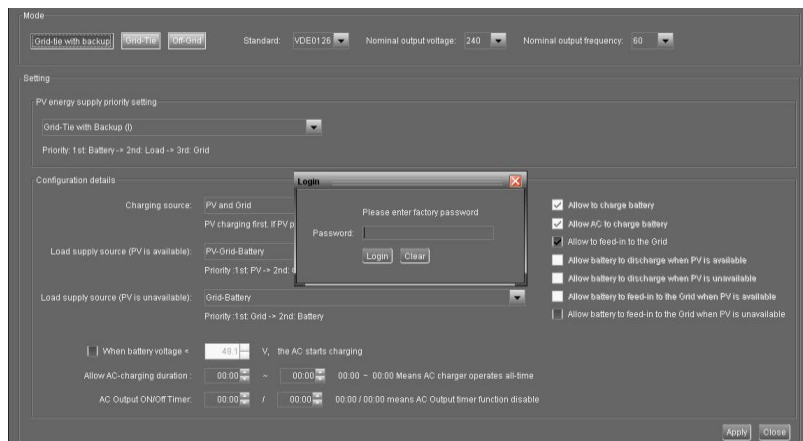 Mode
Grid-tie with backup Grid-Tie Off-Grid Standard: VDE0126 Nominal output voltage: 240 Nominal output frequency: 60
Setting
PV energy supply priority setting
Grid-Tie with Backup (I)
Priority: 1st: Battery -> 2nd: Load -> 3rd: Grid
Configuration details
Login
Please enter factory password
Password:
Login Clear
Charging source: PV and Grid
PV charging first. If PV
Load supply source (PV is available): PV-Grid-Battery
Priority :1st: PV -> 2nd:
Load supply source (PV is unavailable): Grid-Battery
Priority :1st: Grid -> 2nd: Battery
Allow to charge battery
Allow AC to charge battery
Allow to feed-in to the Grid
Allow battery to discharge when PV is available
Allow battery to discharge when PV is unavailable
Allow battery to feed-in to the Grid when PV is available
Allow battery to feed-in to the Grid when PV is unavailable
When battery voltage < 48.1 V, the AC starts charging
Allow AC-charging duration : 00:00 ~ 00:00 00:00 ~ 00:00 Means AC charger operates all-time
AC Output ON/Off Timer: 00:00 / 00:00 00:00 / 00:00 means AC Output timer function disable
Apply Close